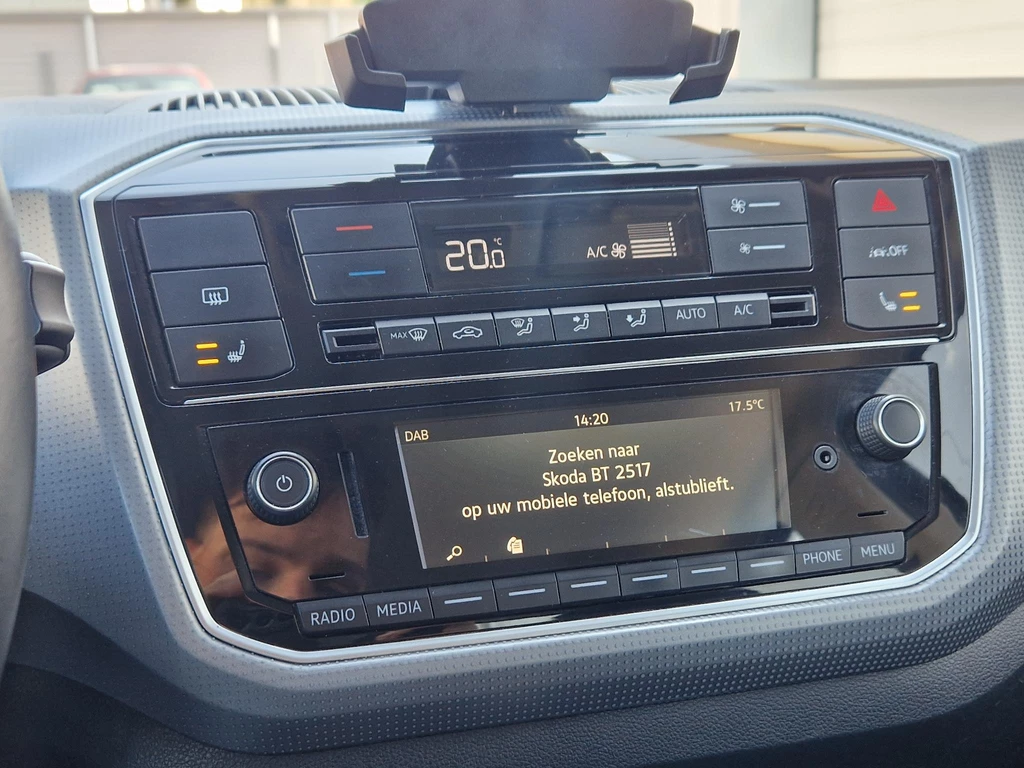 20.0 °C
A/C
OFF
MAX
AUTO
A/C
DAB
14:20
17.5°C
Zoeken naar
Skoda BT 2517
op uw mobiele telefoon, alstublieft.
RADIO
MEDIA
PHONE
MENU